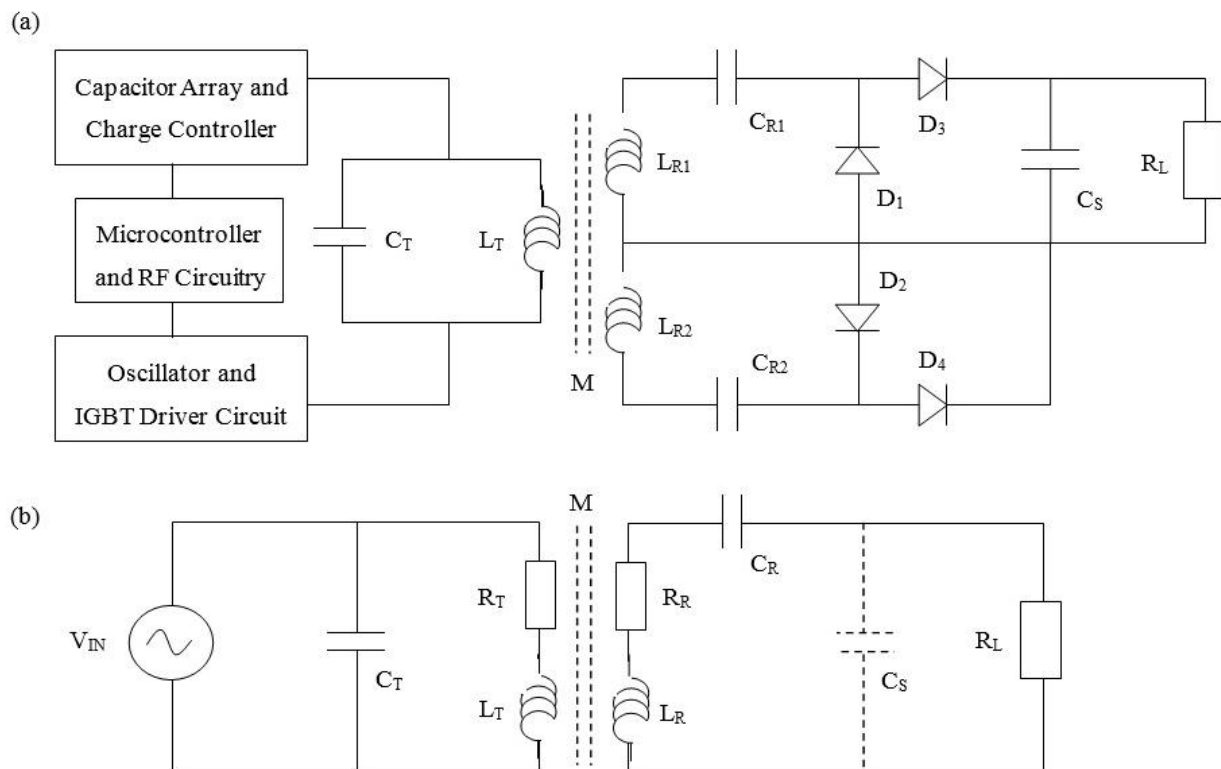 (a)
Capacitor Array and
Charge Controller
Microcontroller
and RF Circuitry
Oscillator and
IGBT Driver Circuit
CT
LT
M
LR1
LR2
CR1
CR2
D3
D1
D2
D4
CS
RL
(b)
VIN
CT
RT
LT
M
RR
LR
CR
CS
RL